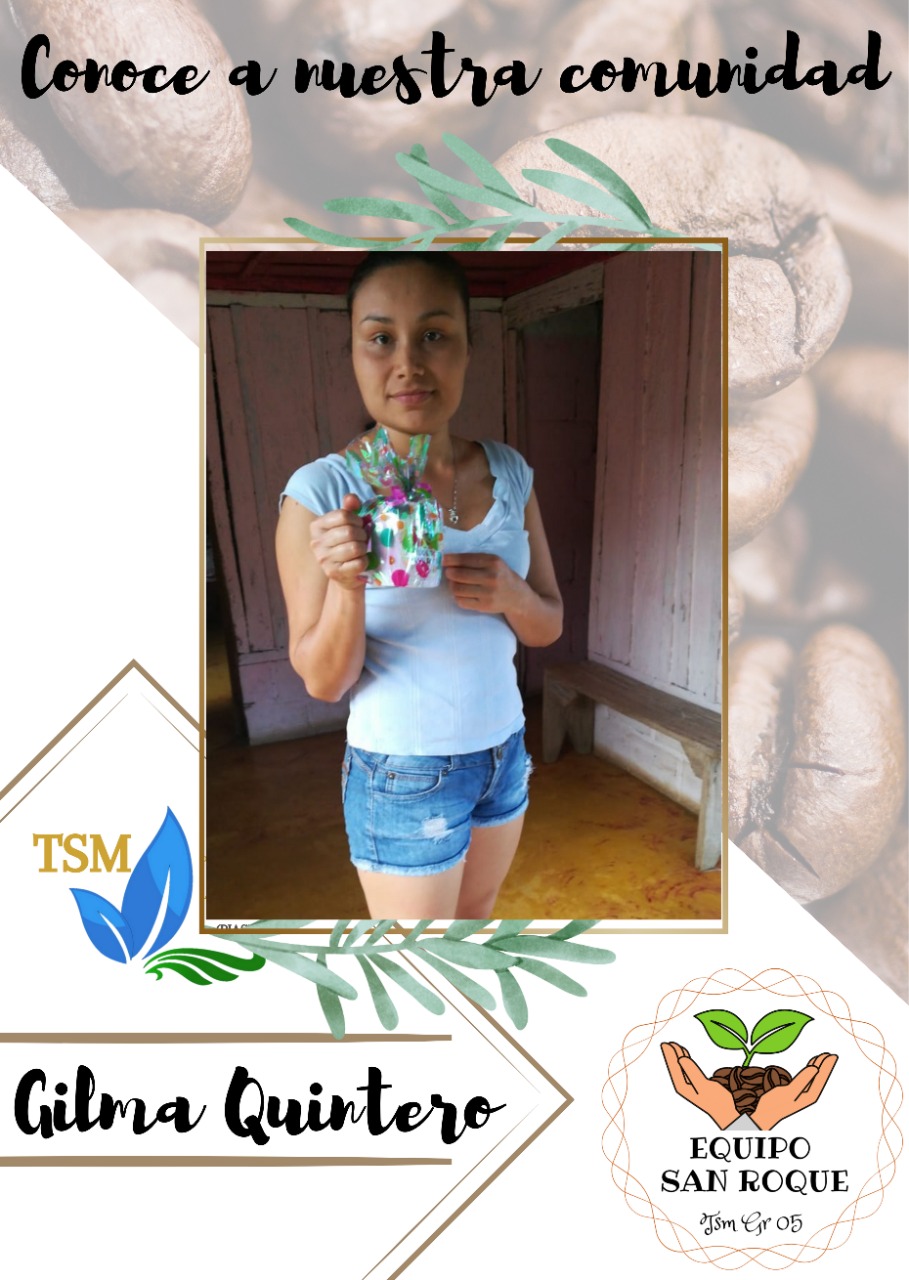 Conoce a nuestra comunidad
TSM
Gilma Quintero
EQUIPO
SAN ROQUE
Tsm Gr 05